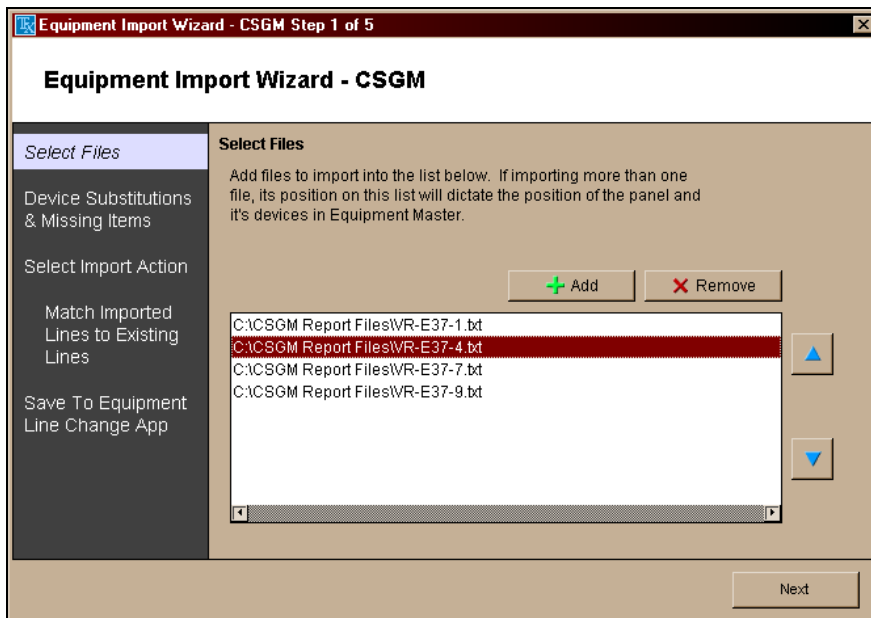 Equipment Import Wizard - CSGM Step 1 of 5
Equipment Import Wizard - CSGM
Select Files
Device Substitutions
& Missing Items
Select Import Action
Match Imported
Lines to Existing
Lines
Save To Equipment
Line Change App
Select Files
Add files to import into the list below. If importing more than one
file, its position on this list will dictate the position of the panel and
it's devices in Equipment Master.
Add
Remove
C:\CSGM Report Files\VR-E37-1.txt
C:\CSGM Report Files\VR-E37-4.txt
C:\CSGM Report Files\VR-E37-7.txt
C:\CSGM Report Files\VR-E37-9.txt
Next